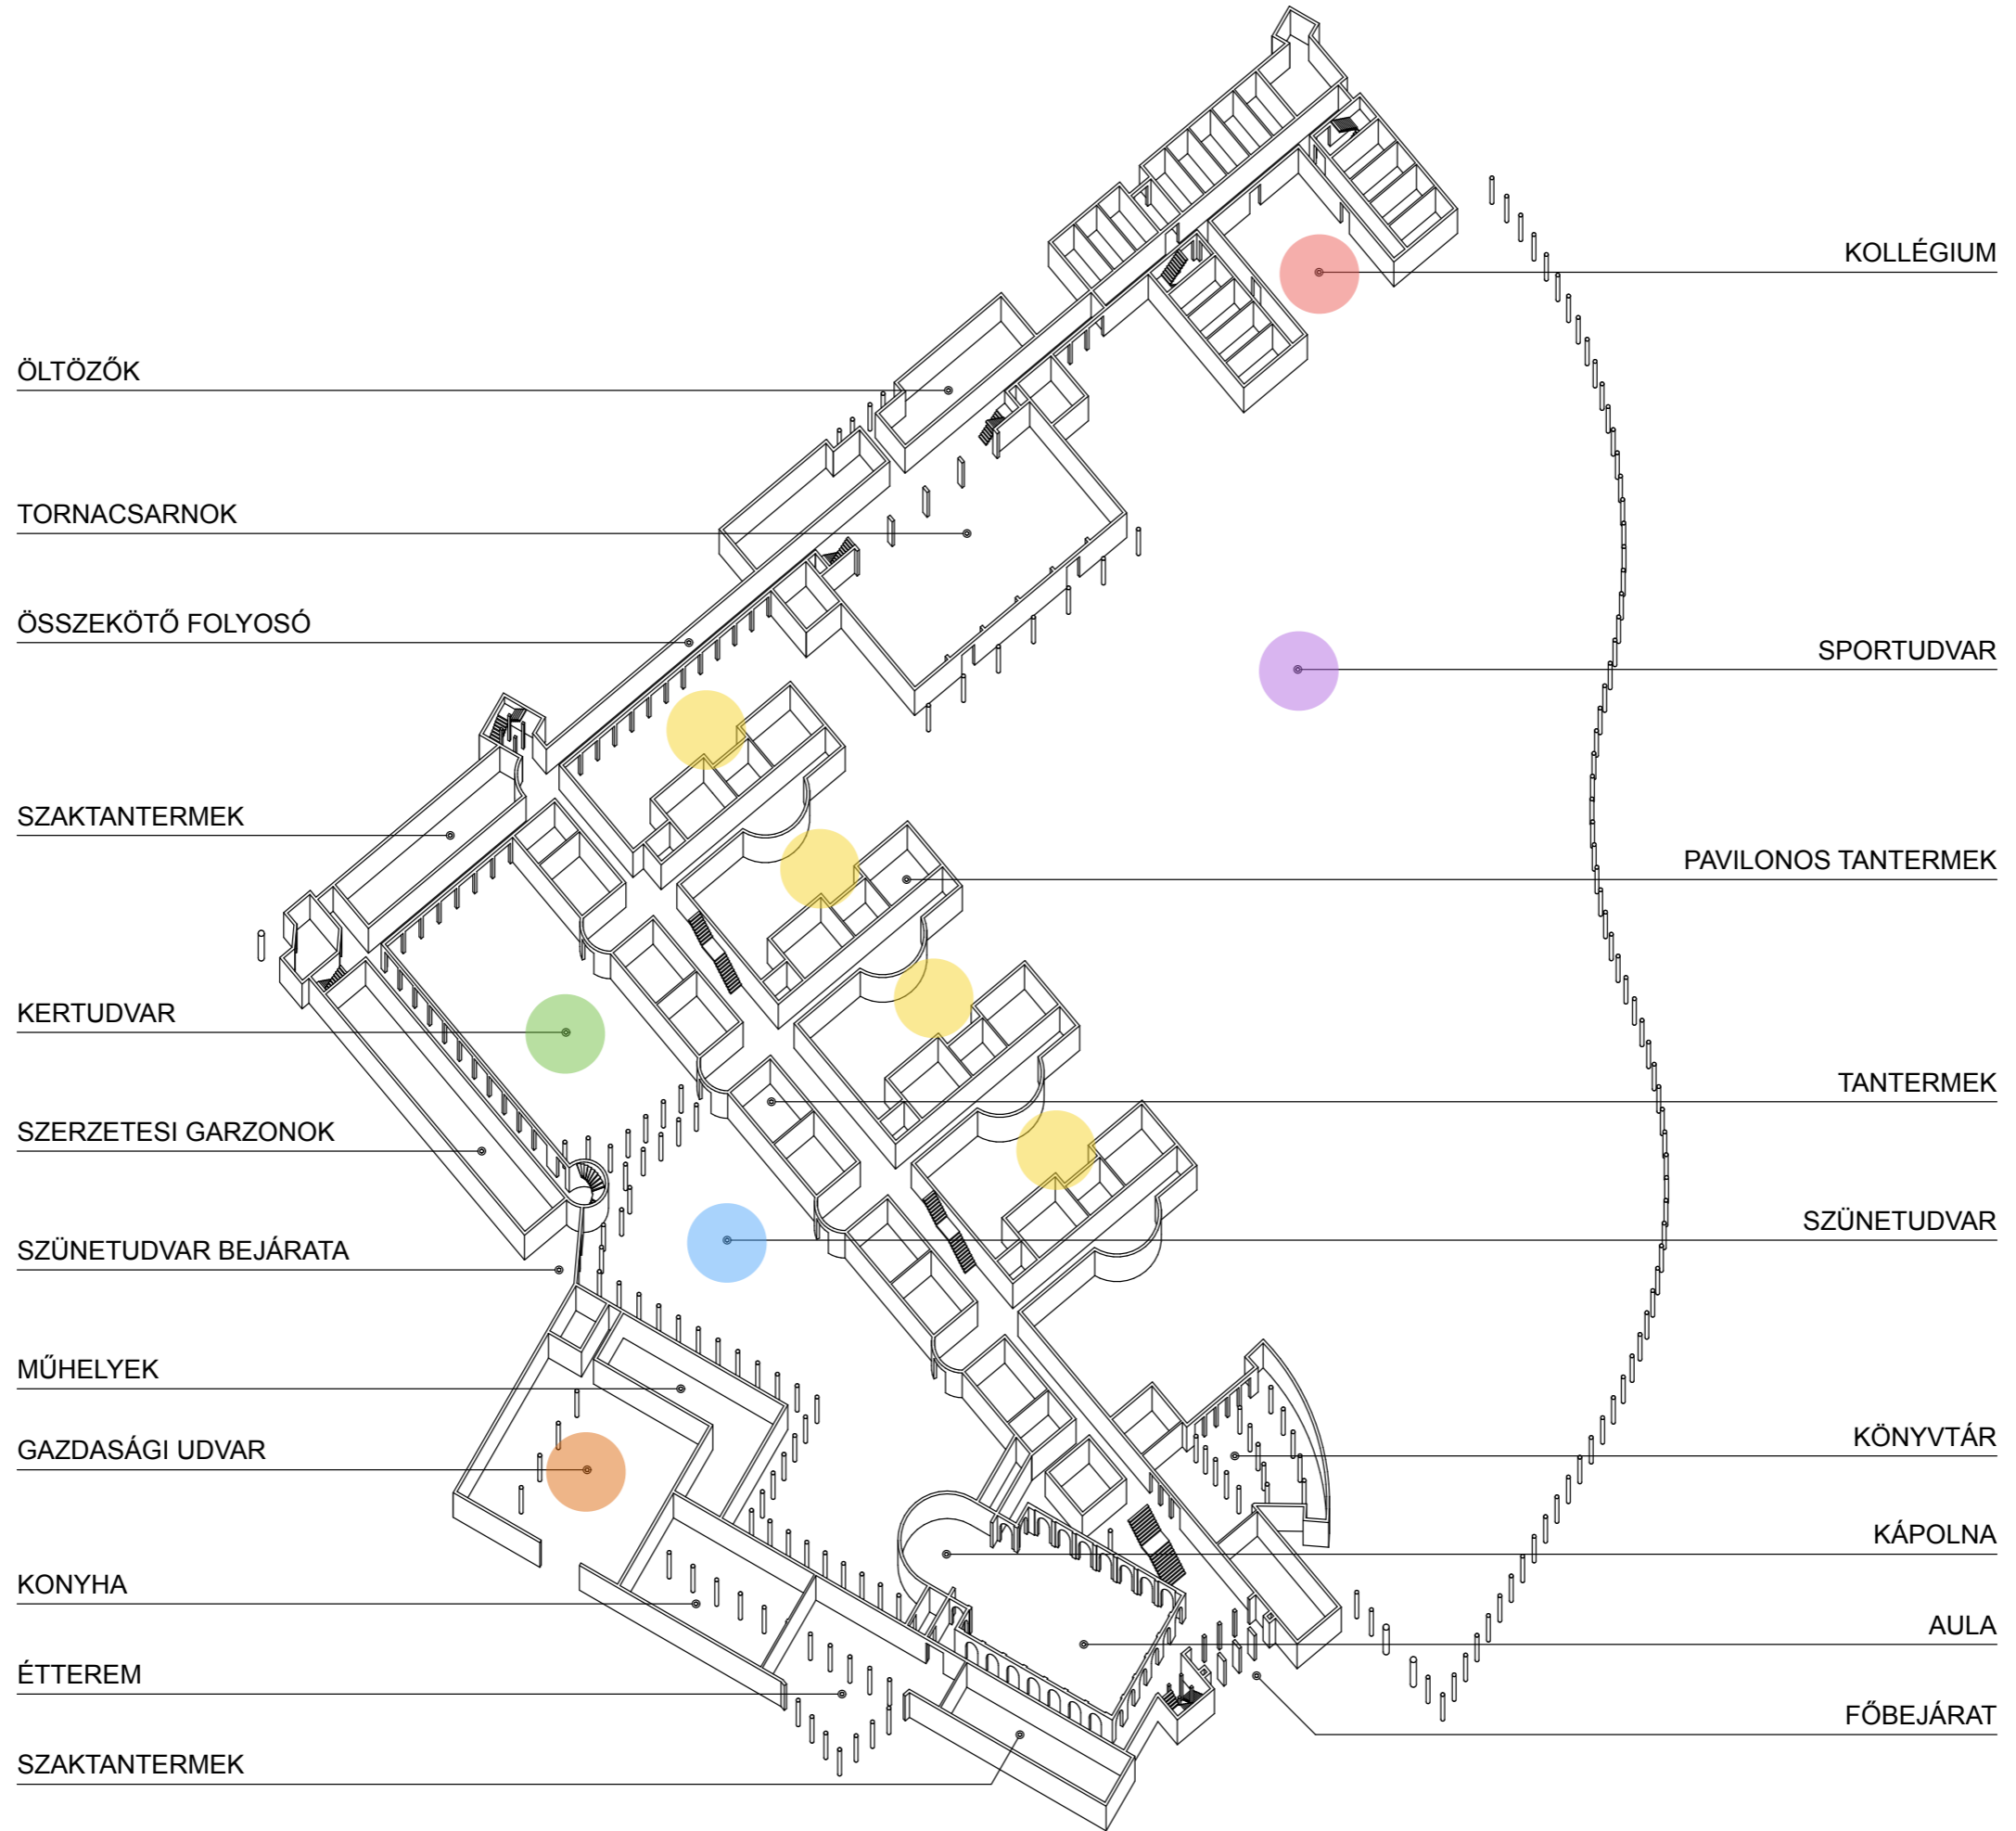 ÖLTÖZŐK
TORNACSARNOK
ÖSSZEKÖTŐ FOLYOSÓ
SZAKTANTERMEK
KERTUDVAR
SZERZETESI GARZONOK
SZÜNETUDVAR BEJÁRATA
MŰHELYEK
GAZDASÁGI UDVAR
KONYHA
ÉTTEREM
SZAKTANTERMEK
KOLLÉGIUM
SPORTUDVAR
PAVILONOS TANTERMEK
TANTERMEK
SZÜNETUDVAR
KÖNYVTÁR
KÁPOLNA
AULA
FŐBEJÁRAT